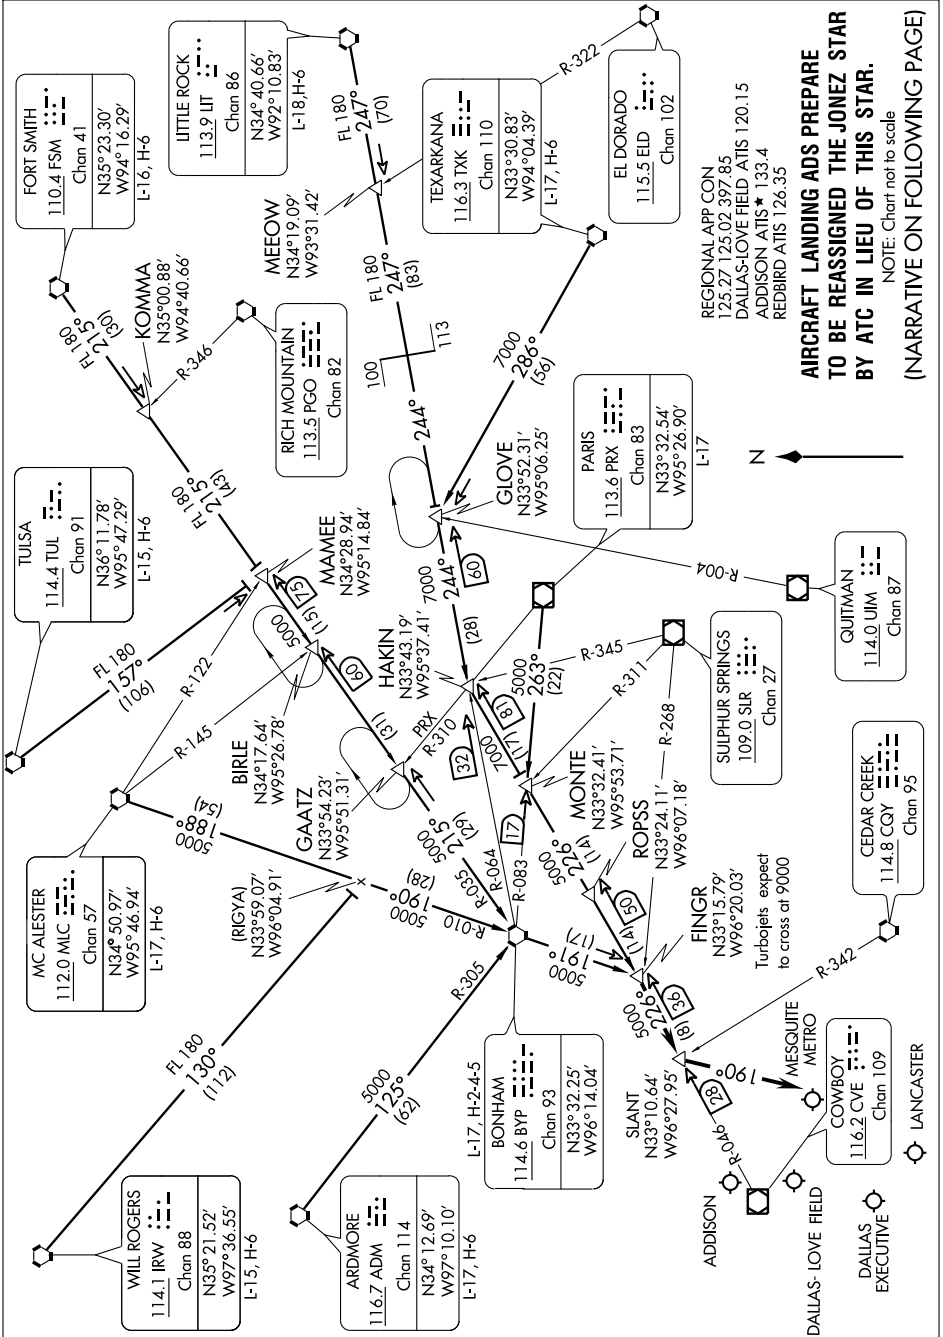 WILL ROGERS
114.1 IRW
Chan 88
N35°21.52′
W97°36.55′
L-15, H-6
FL 180
130°
(112)
MC ALESTER
112.0 MLC
Chan 57
N34°50.97′
W95°46.94′
L-17, H-6
TULSA
114.4 TUL
Chan 91
N36°11.78′
W95°47.29′
L-15, H-6
FL 180
157°
(106)
FORT SMITH
110.4 FSM
Chan 41
N35°23.30′
W94°16.29′
L-16, H-6
FL 180
215°
(30)
KOMMA
N35°00.88′
W94°40.66′
R-346
RICH MOUNTAIN
113.5 PGO
Chan 82
FL 180
215°
(43)
LITTLE ROCK
113.9 LIT
Chan 86
N34°40.66′
W92°10.83′
L-18,H-6
FL 180
247°
(70)
MEEOW
N34°19.09′
W93°31.42′
FL 180
247°
(83)
R-322
EL DORADO
115.5 ELD
Chan 102
TEXARKANA
116.3 TXK
Chan 110
N33°30.83′
W94°04.39′
L-17, H-6
7000
286°
(56)
100
113
244°
ARDMORE
116.7 ADM
Chan 114
N34°12.69′
W97°10.10′
L-17, H-6
5000
125°
(62)
R-305
5000
188°
(54)
R-145
R-122
(RIGYA)
N33°59.07′
W96°04.91′
5000
190°
(28)
R-010
MAMEE
N34°28.94′
W95°14.84′
75
5000
(15)
BIRLE
N34°17.64′
W95°26.78′
60
(31)
GAATZ
N33°54.23′
W95°51.31′
5000
215°
(29)
R-035
PRX
R-310
R-064
32
R-083
17
HAKIN
N33°43.19′
W95°37.41′
7000
244°
(28)
60
GLOVE
N33°52.31′
W95°06.25′
R-004
QUITMAN
114.0 UIM
Chan 87
PARIS
113.6 PRX
Chan 83
N33°32.54′
W95°26.90′
L-17
5000
263°
(22)
7000
(17)
81
MONTE
N33°32.41′
W95°53.71′
R-345
R-311
R-268
SULPHUR SPRINGS
109.0 SLR
Chan 27
5000
226°
(14)
ROPSS
N33°24.11′
W96°07.18′
50
(14)
L-17, H-2-4-5
BONHAM
114.6 BYP
Chan 93
N33°32.25′
W96°14.04′
5000
191°
(17)
FINGR
N33°15.79′
W96°20.03′
Turbojets expect
to cross at 9000
5000
226°
(8)
36
SLANT
N33°10.64′
W96°27.95′
28
R-046
R-342
CEDAR CREEK
114.8 CQY
Chan 95
190°
MESQUITE
METRO
COWBOY
116.2 CVE
Chan 109
ADDISON
DALLAS- LOVE FIELD
DALLAS
EXECUTIVE
LANCASTER
N
REGIONAL APP CON
125.27 125.02 397.85
DALLAS-LOVE FIELD ATIS 120.15
ADDISON ATIS★ 133.4
REDBIRD ATIS 126.35
AIRCRAFT LANDING ADS PREPARE
TO BE REASSIGNED THE JONEZ STAR
BY ATC IN LIEU OF THIS STAR.
NOTE: Chart not to scale
(NARRATIVE ON FOLLOWING PAGE)